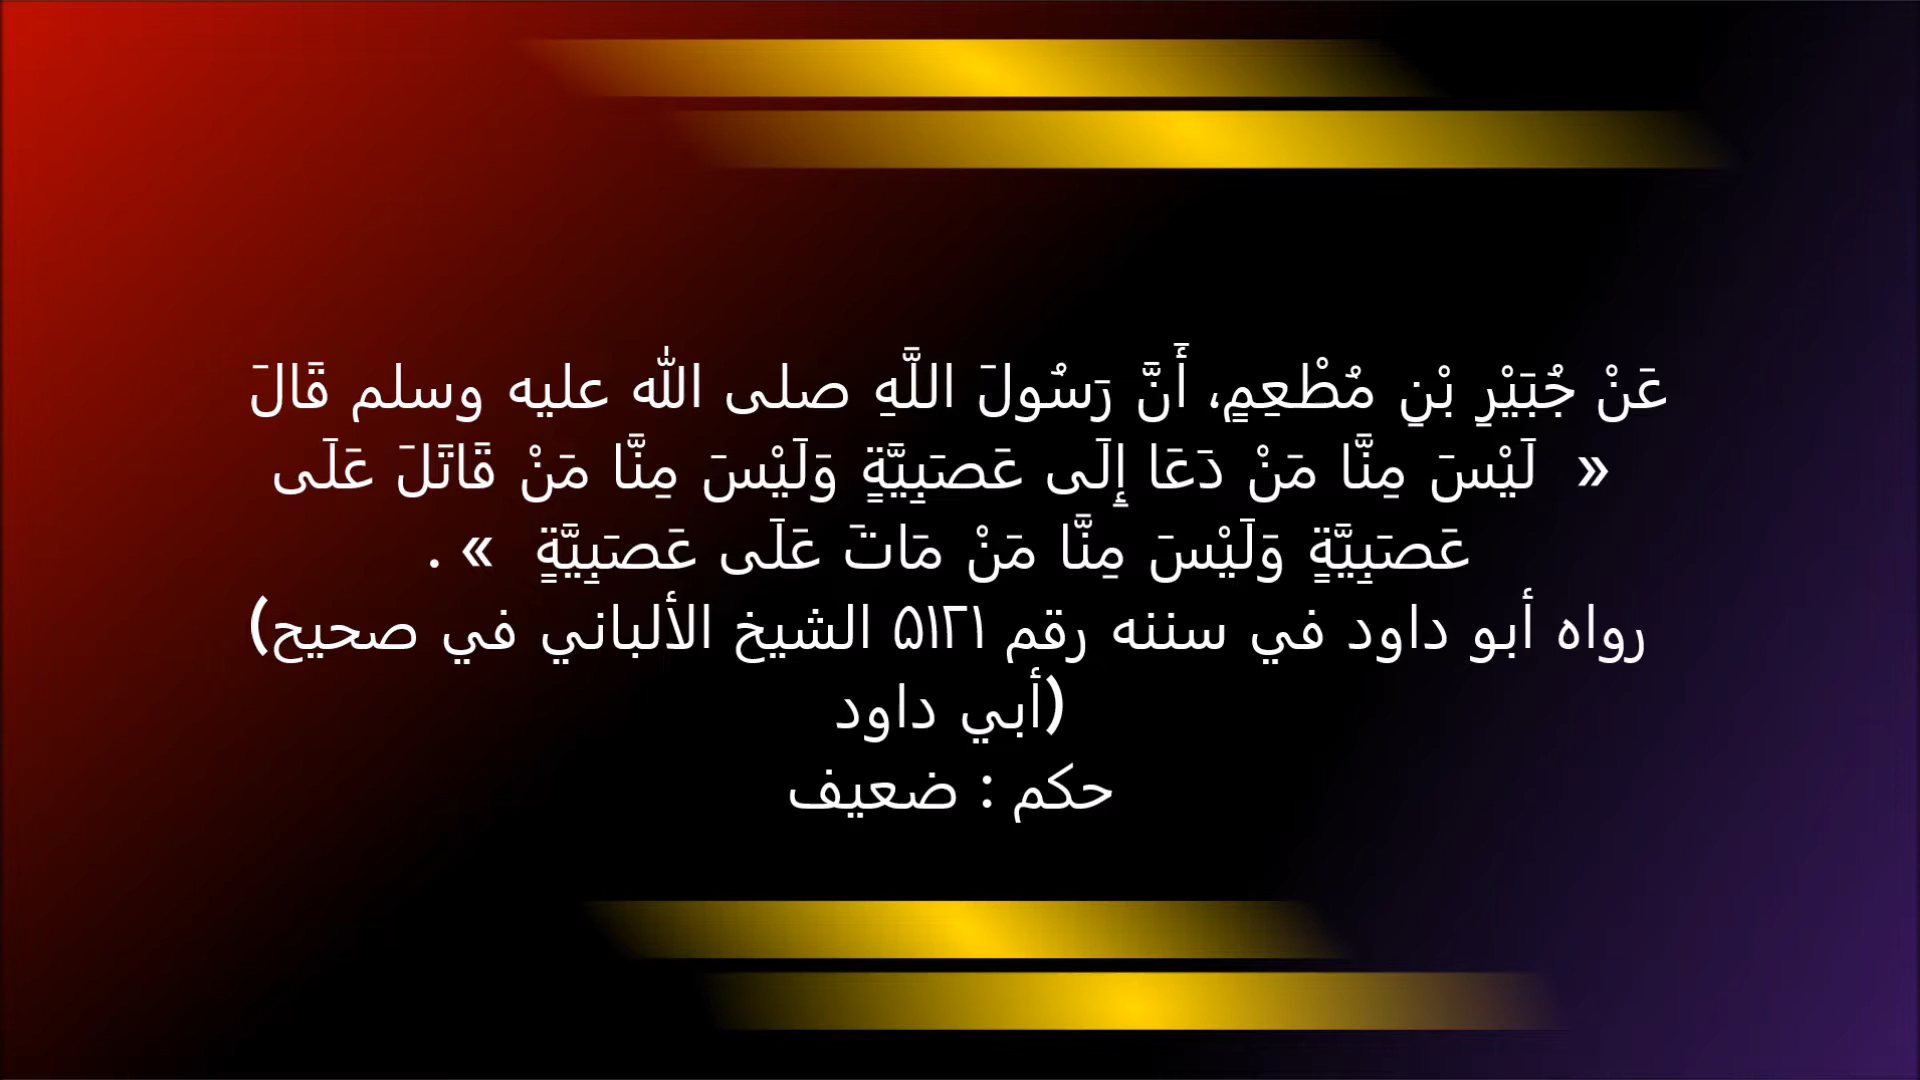 عَنْ جُبَيْرِ بْنِ مُطْعِمٍ، أَنَّ رَسُولَ اللَّهِ صلى الله عليه وسلم قَالَ
« لَيْسَ مِنَّا مَنْ دَعَا إِلَى عَصَبِيَّةٍ وَلَيْسَ مِنَّا مَنْ قَاتَلَ عَلَى
عَصَبِيَّةٍ وَلَيْسَ مِنَّا مَنْ مَاتَ عَلَى عَصَبِيَّةٍ » .
رواه أبو داود في سننه رقم ۵۱۲۱ الشيخ الألباني في صحيح)
(أبي داود
حكم : ضعيف